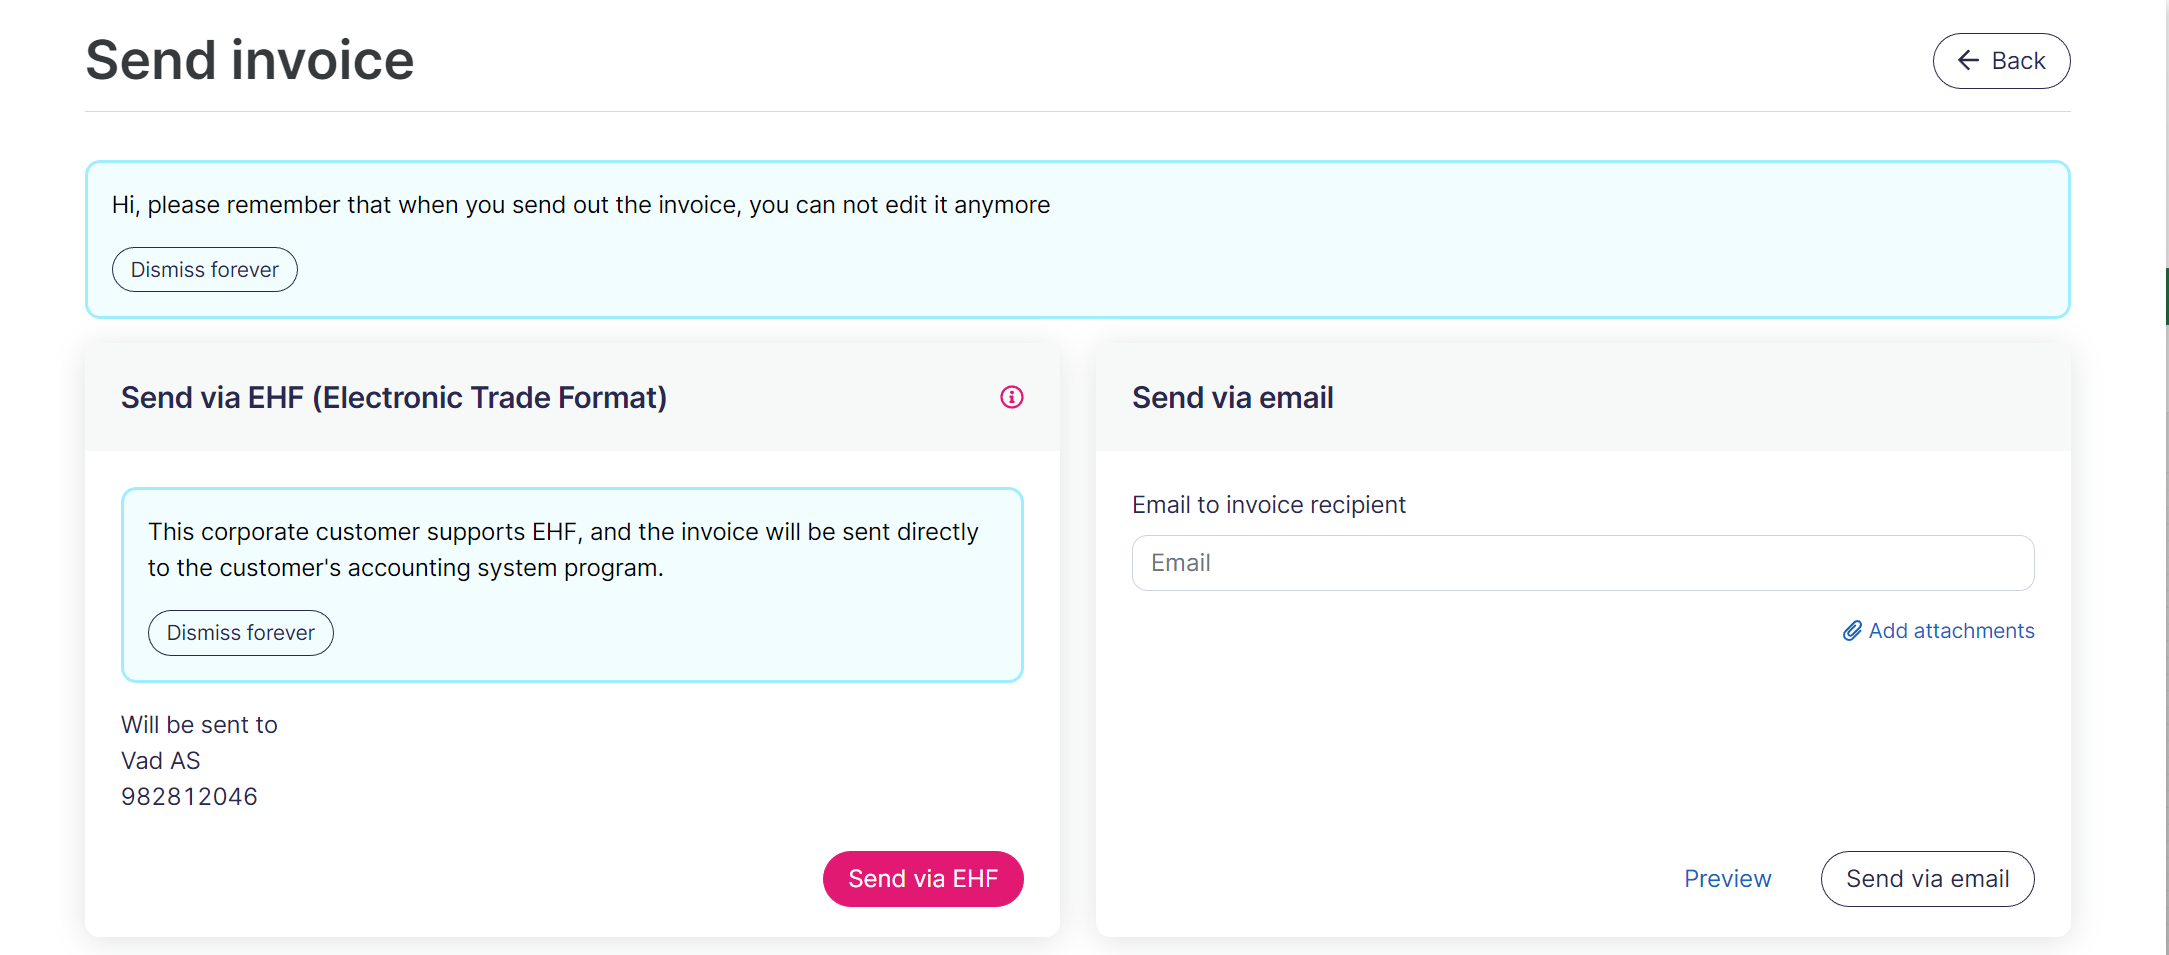 Send invoice
Back
Hi, please remember that when you send out the invoice, you can not edit it anymore
Dismiss forever
Send via EHF (Electronic Trade Format)
This corporate customer supports EHF, and the invoice will be sent directly
to the customer's accounting system program.
Dismiss forever
Will be sent to
Vad AS
982812046
Send via EHF
Send via email
Email to invoice recipient
Email
Add attachments
Preview
Send via email